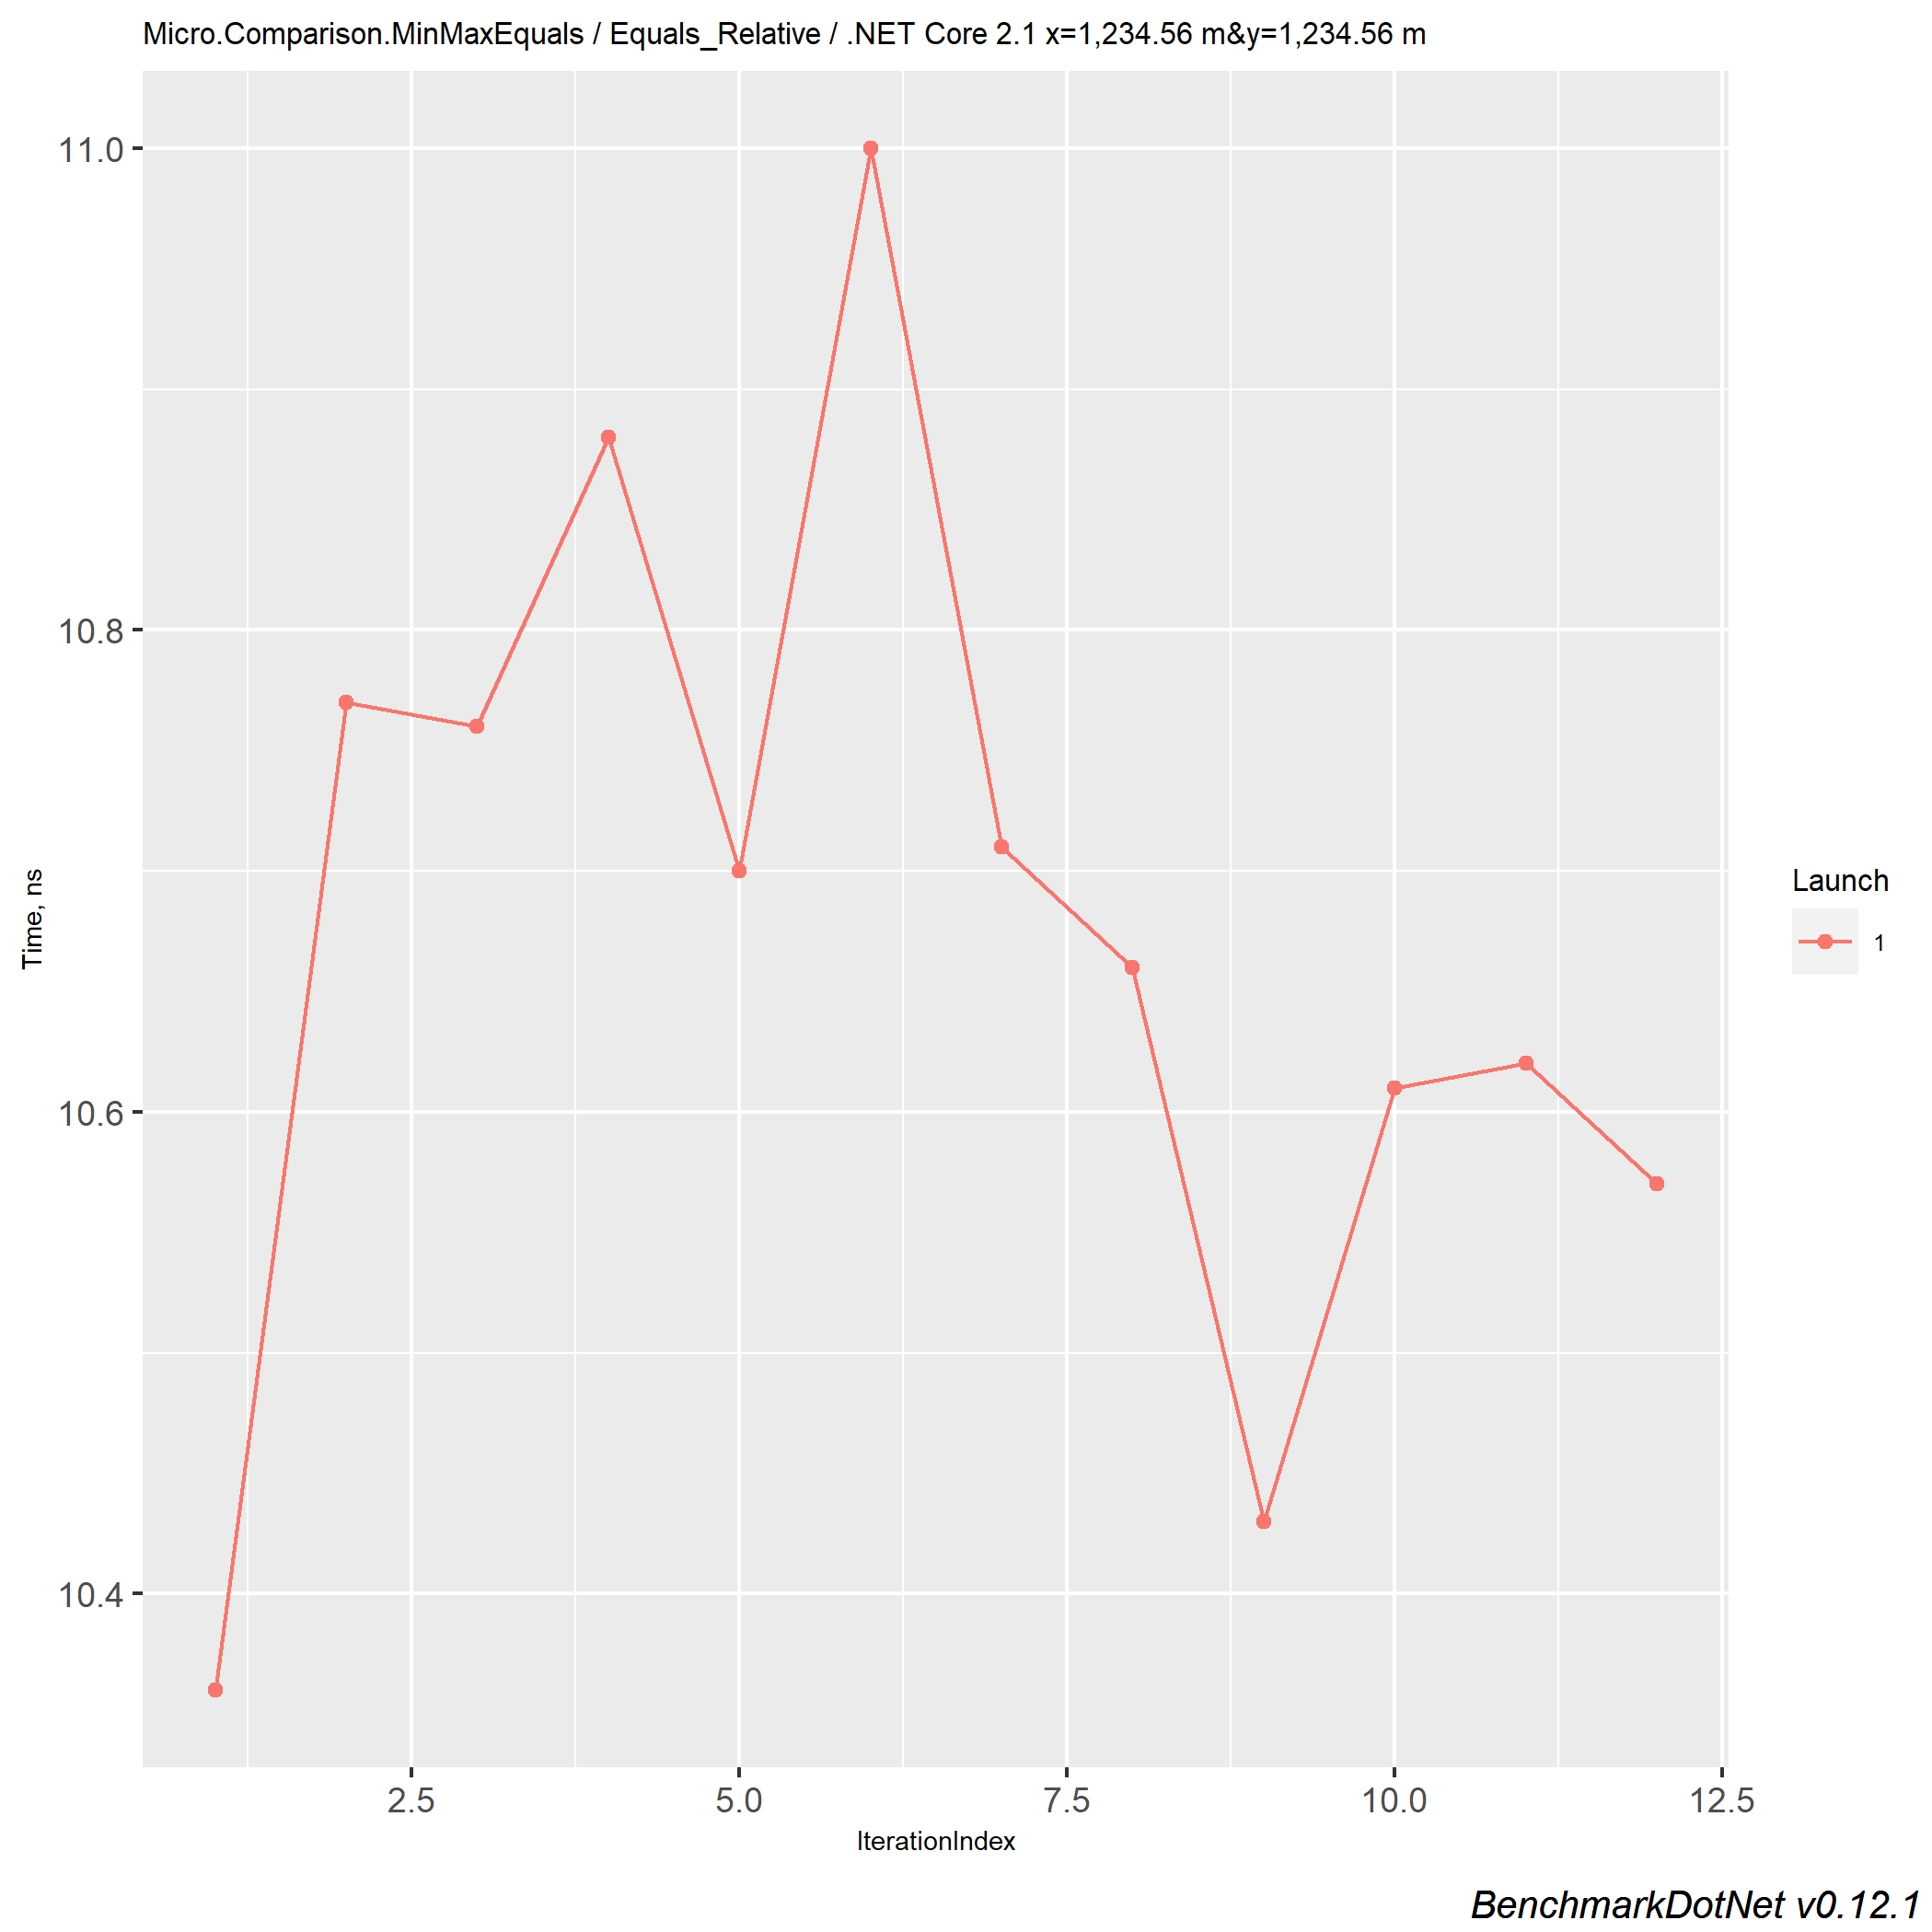 Micro.Comparison.MinMaxEquals / Equals_Relative / .NET Core 2.1 x=1,234.56 m&y=1,234.56 m
11.0
10.8
10.6
10.4
Time, ns
2.5
5.0
7.5
10.0
12.5
IterationIndex
Launch
1
BenchmarkDotNet v0.12.1